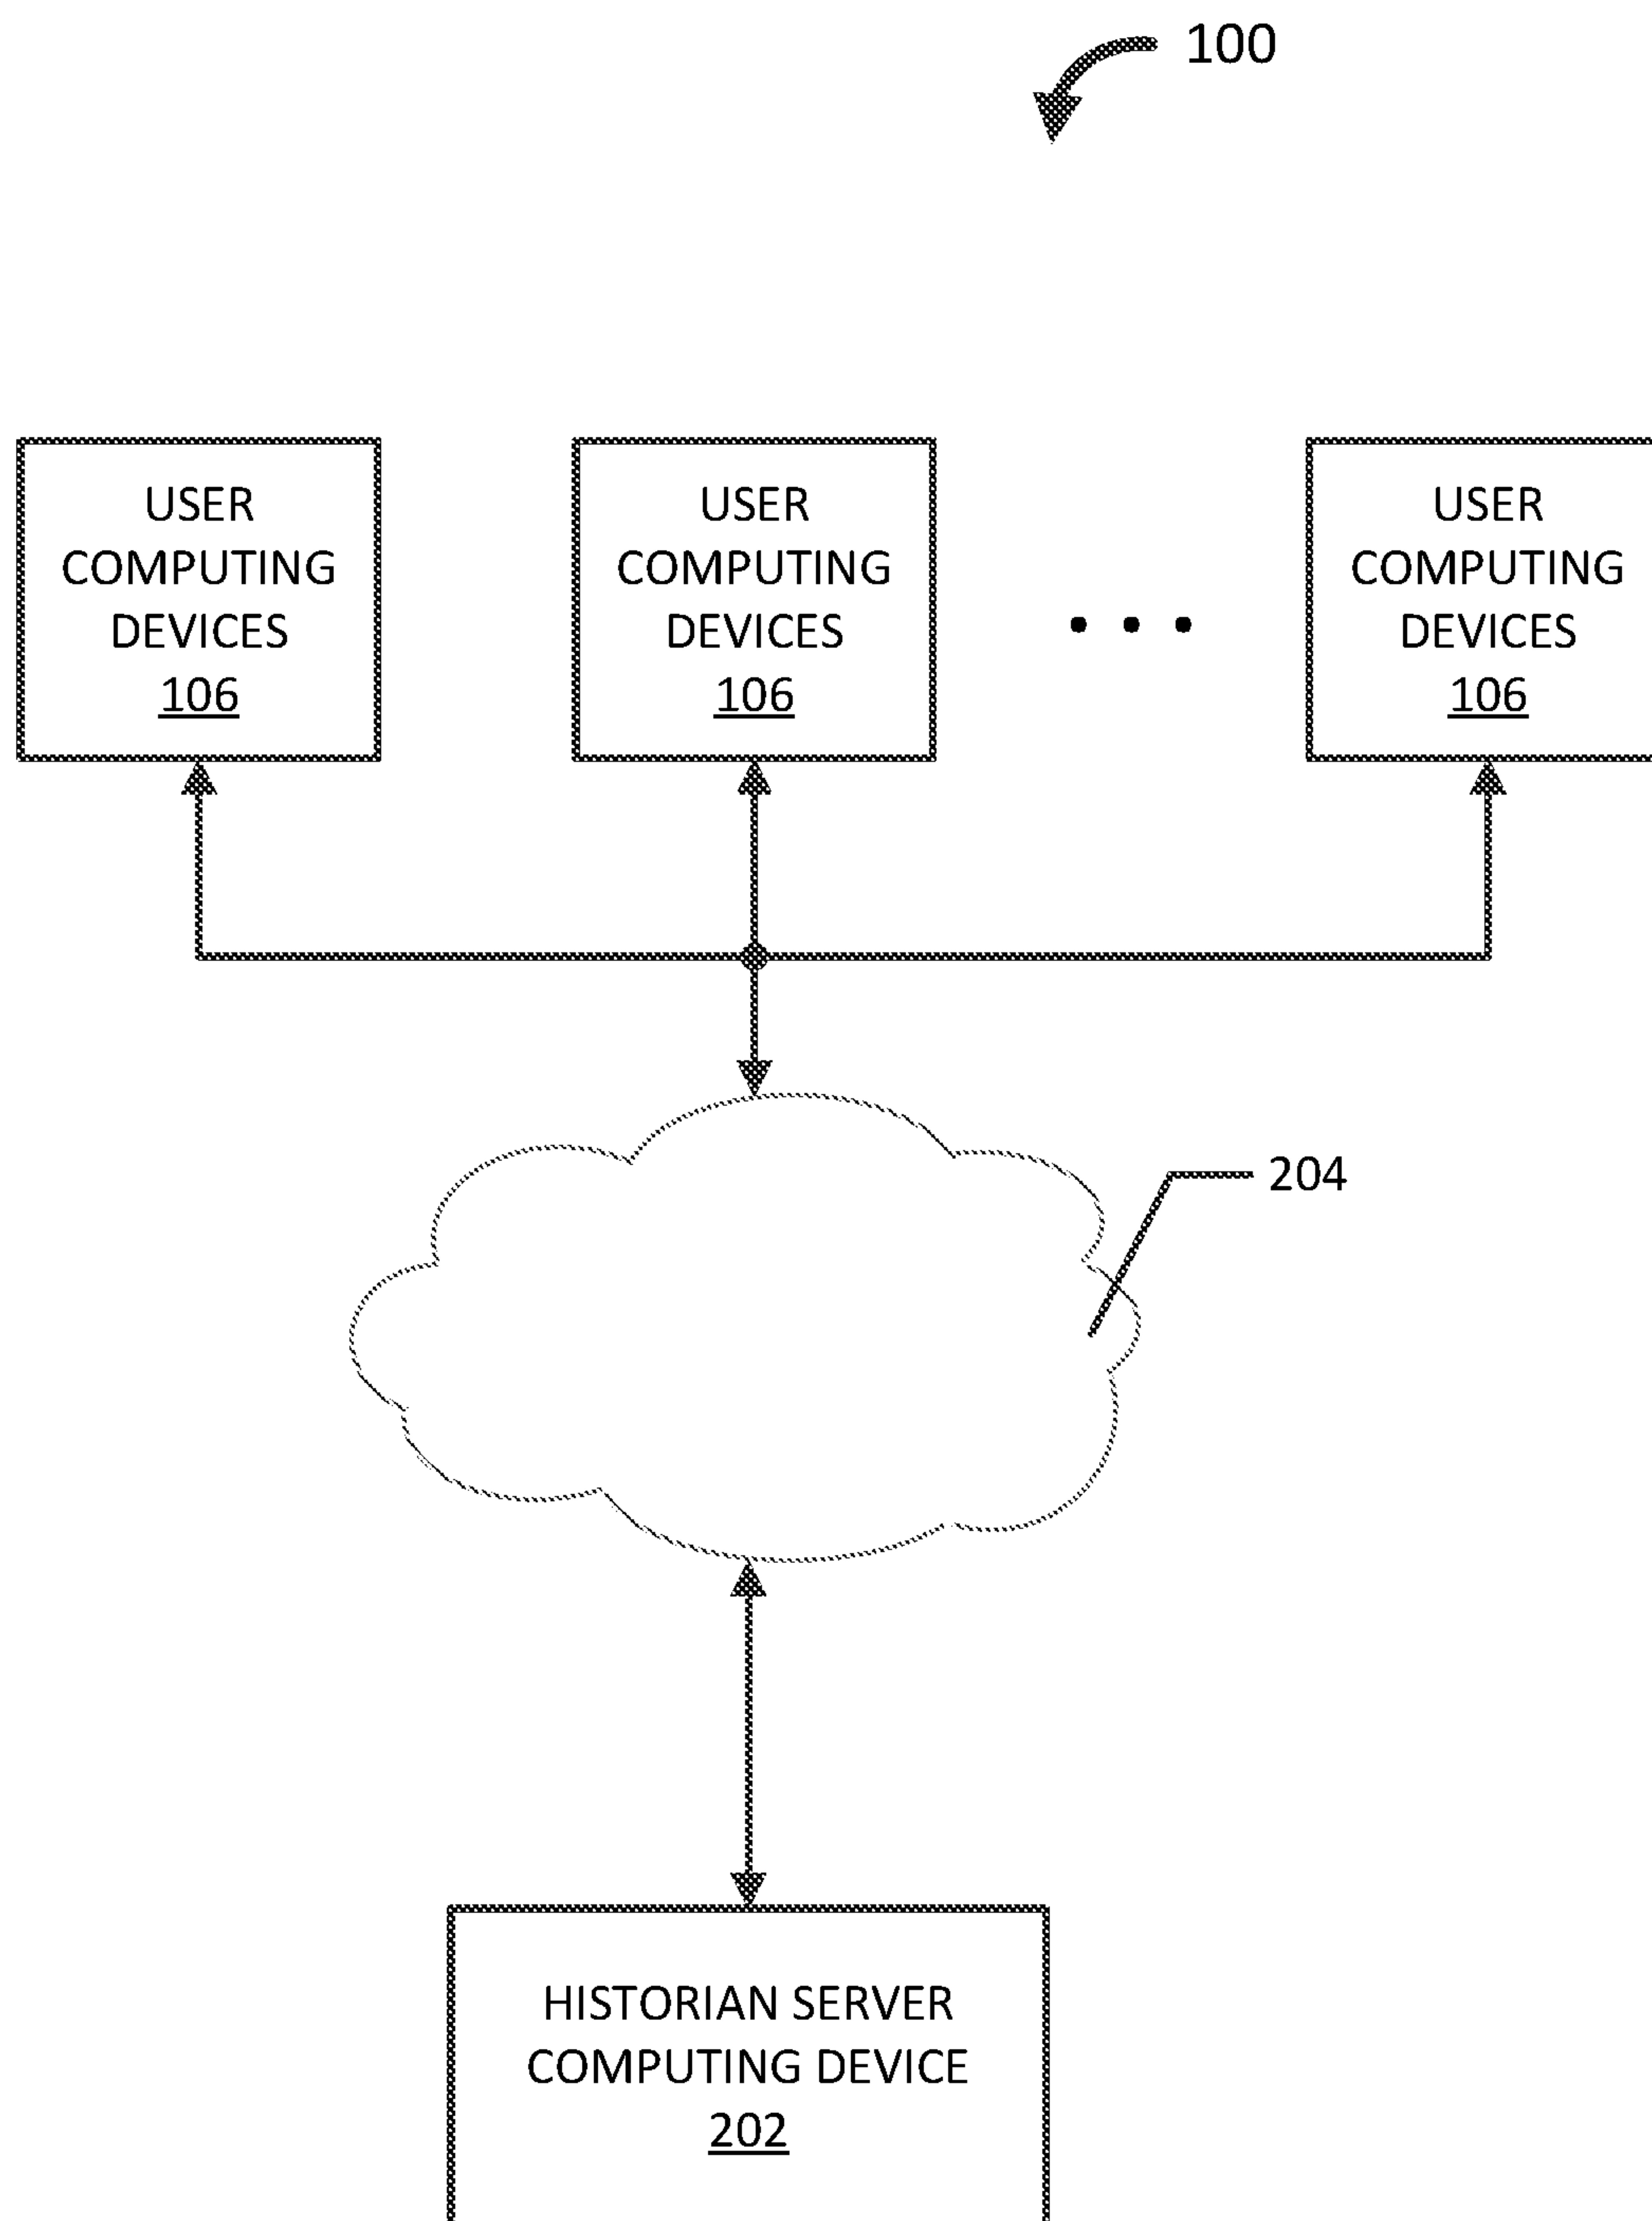 100
USER
COMPUTING
DEVICES
106
USER
COMPUTING
DEVICES
106
USER
COMPUTING
DEVICES
106
204
HISTORIAN SERVER
COMPUTING DEVICE
202